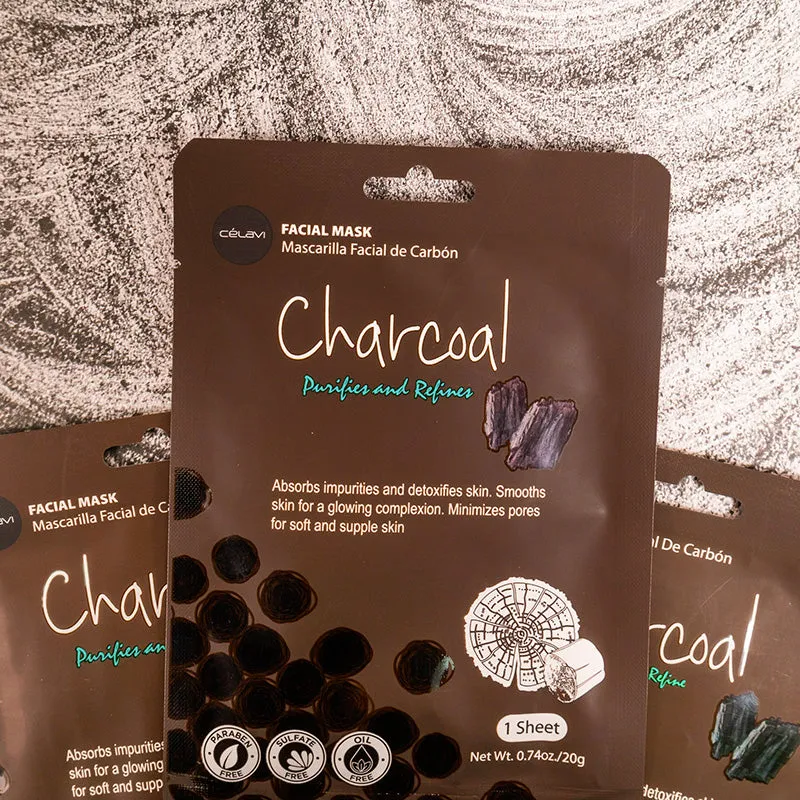 CéLAVI
FACIAL MASK
Mascarilla Facial de Carbón
Charcoal
Purifies and Refines
Absorbs impurities and detoxifies skin. Smooths
skin for a glowing complexion. Minimizes pores
for soft and supple skin
PARABEN
FREE
SULFATE
FREE
OIL
FREE
1 Sheet
Net Wt. 0.74oz./20g
FACIAL MASK
Mascarilla Facial de
Char
Purifies an
Absorbs impurities
skin for a glowing
for soft and supp
l De Carbón
rcoal
Refine